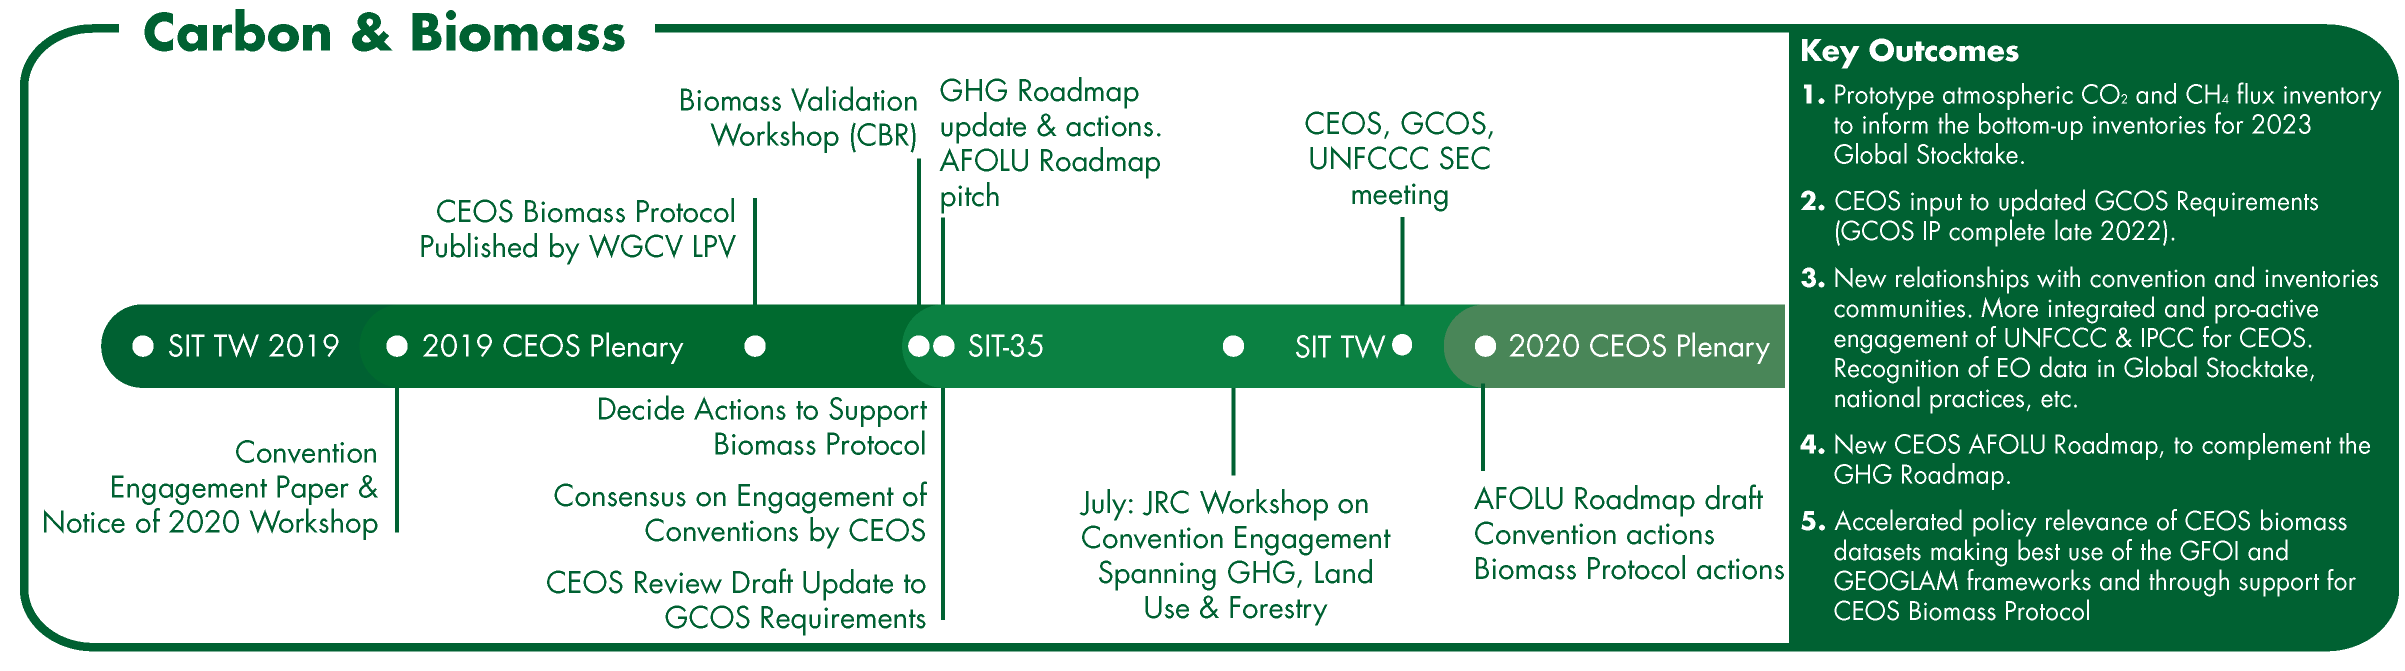 Carbon & Biomass
Biomass Validation
Workshop (CBR)
GHG Roadmap
update & actions.
AFOLU Roadmap
pitch
CEOS, GCOS,
UNFCCC SEC
meeting
CEOS Biomass Protocol
Published by WGCV LPV
SIT TW 2019
2019 CEOS Plenary
SIT-35
SIT TW
2020 CEOS Plenary
Convention
Engagement Paper &
Notice of 2020 Workshop
Decide Actions to Support
Biomass Protocol
Consensus on Engagement of
Conventions by CEOS
CEOS Review Draft Update to
GCOS Requirements
July: JRC Workshop on
Convention Engagement
Spanning GHG, Land
Use & Forestry
AFOLU Roadmap draft
Convention actions
Biomass Protocol actions
Key Outcomes
1. Prototype atmospheric CO₂ and CH₄ flux inventory
to inform the bottom-up inventories for 2023
Global Stocktake.
2. CEOS input to updated GCOS Requirements
(GCOS IP complete late 2022).
3. New relationships with convention and inventories
communities. More integrated and pro-active
engagement of UNFCCC & IPCC for CEOS.
Recognition of EO data in Global Stocktake,
national practices, etc.
4. New CEOS AFOLU Roadmap, to complement the
GHG Roadmap.
5. Accelerated policy relevance of CEOS biomass
datasets making best use of the GFOI and
GEOGLAM frameworks and through support for
CEOS Biomass Protocol